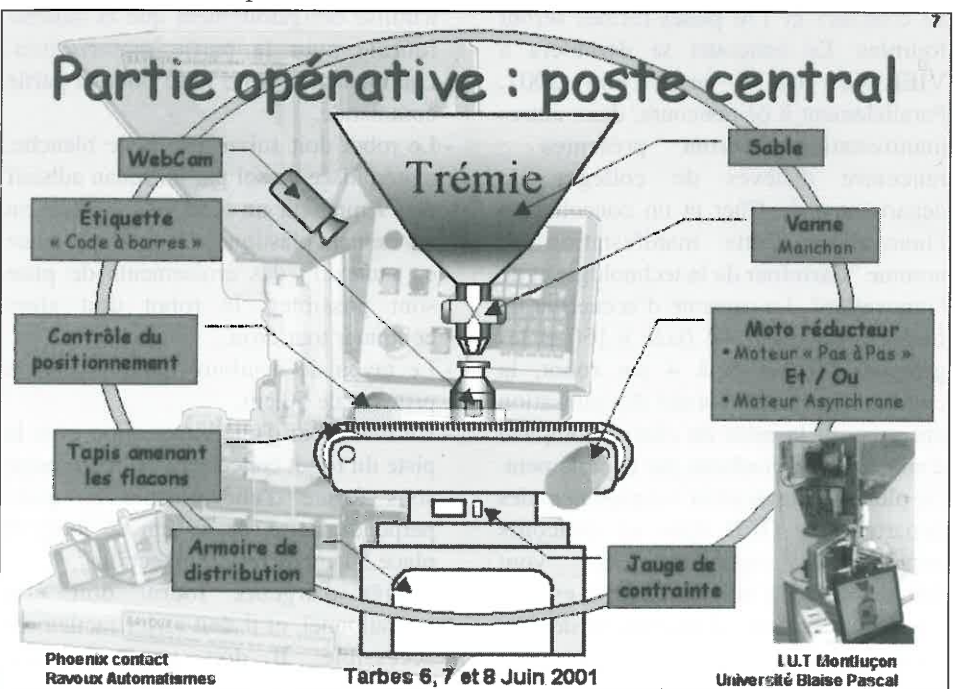 7
Partie opérative : poste central
WebCam
Trémie
Sable
Étiquette
« Code à barres »
Vanne
Manchon
Contrôle du
positionnement
Moto réducteur
• Moteur « Pas à Pas »
Et / Ou
• Moteur Asynchrone
Tapis amenant
les flacons
Armoire de
distribution
Jauge de
contrainte
Phoenix contact
Ravoux Automatismes
Tarbes 6, 7 et 8 Juin 2001
I.U.T Montluçon
Université Blaise Pascal